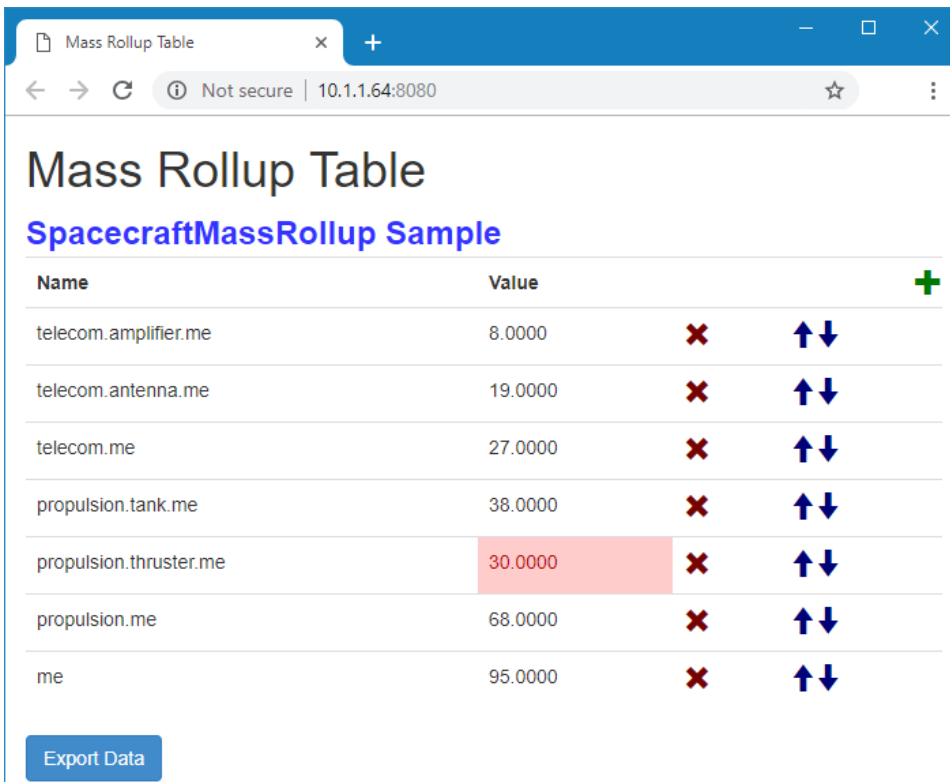 Mass Rollup Table
Not secure | 10.1.1.64:8080
Mass Rollup Table
SpacecraftMassRollup Sample
Name Value
telecom.amplifier.me 8.0000
telecom.antenna.me 19.0000
telecom.me 27.0000
propulsion.tank.me 38.0000
propulsion.thruster.me 30.0000
propulsion.me 68.0000
me 95.0000
Export Data